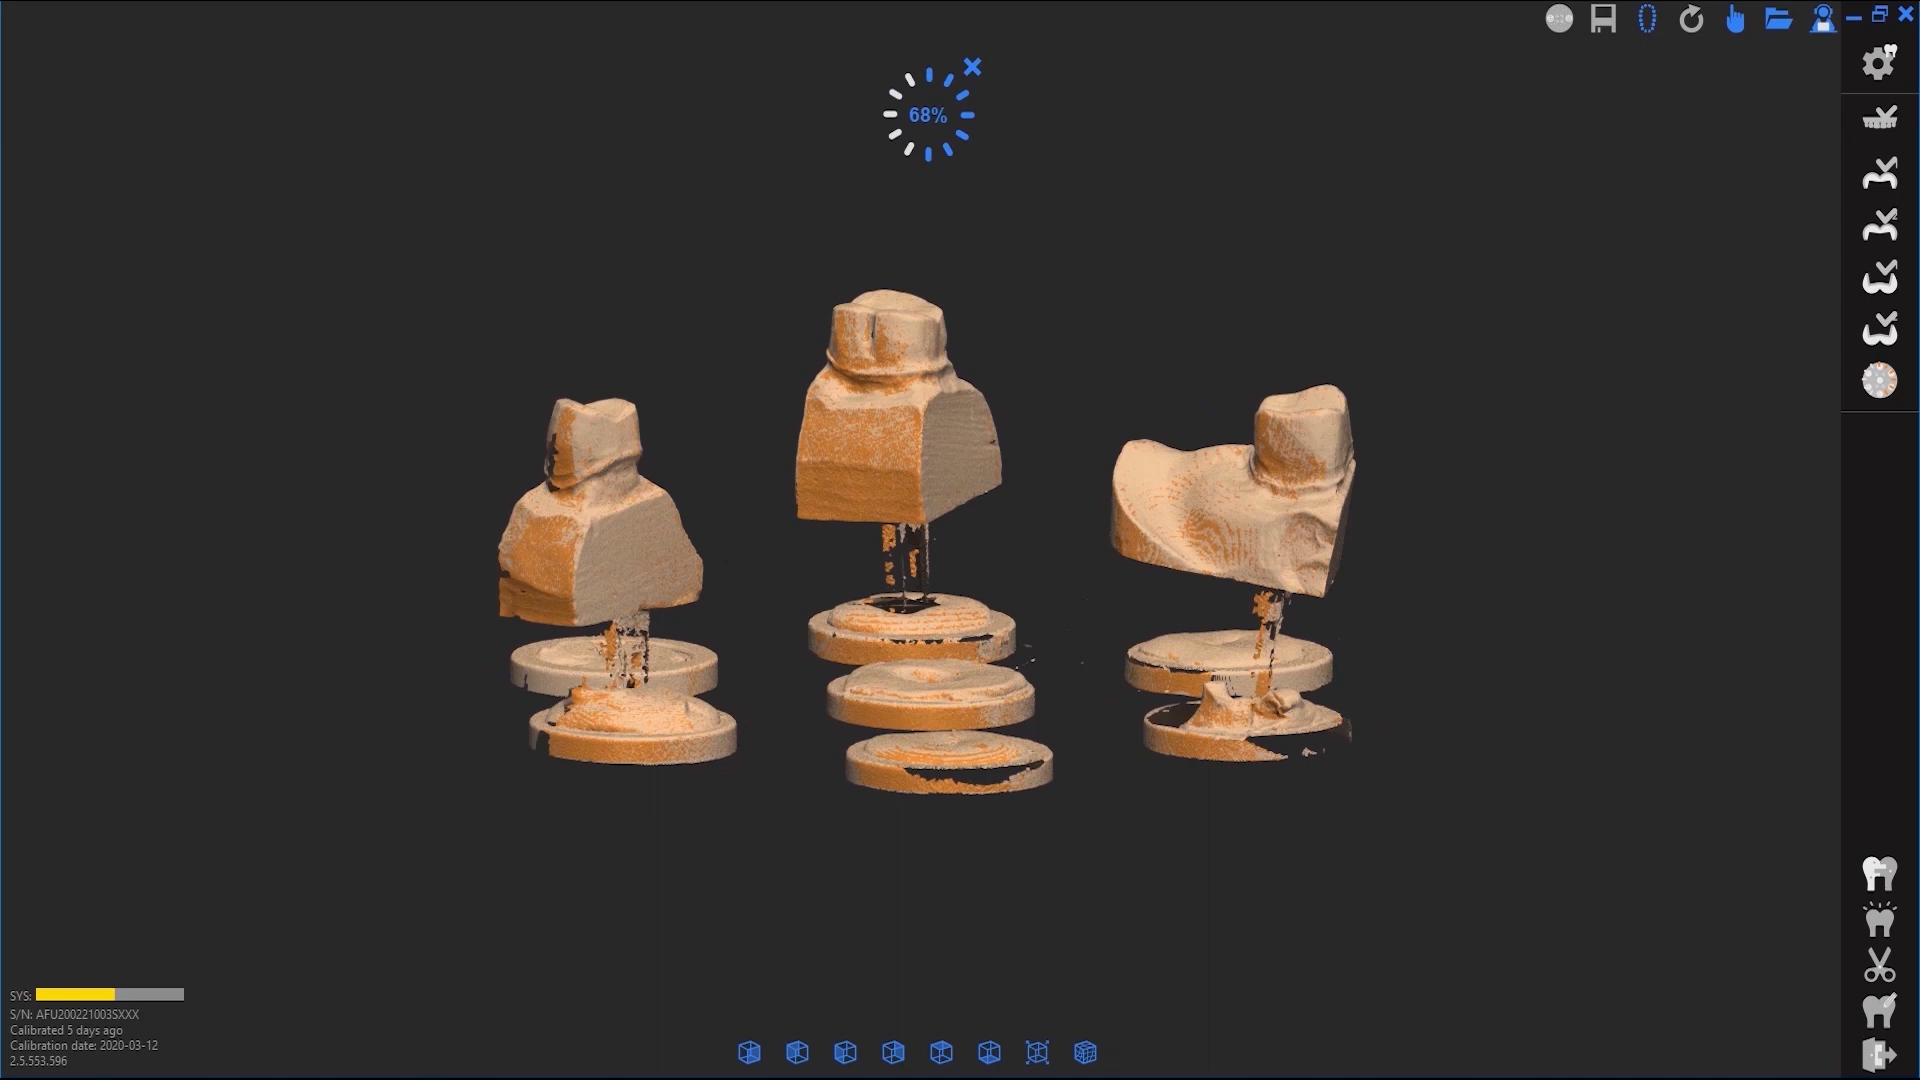 68%
SYS:
S/N: AFU200221003SXXX
Calibrated 5 days ago
Calibration date: 2020-03-12
2.5.553.596